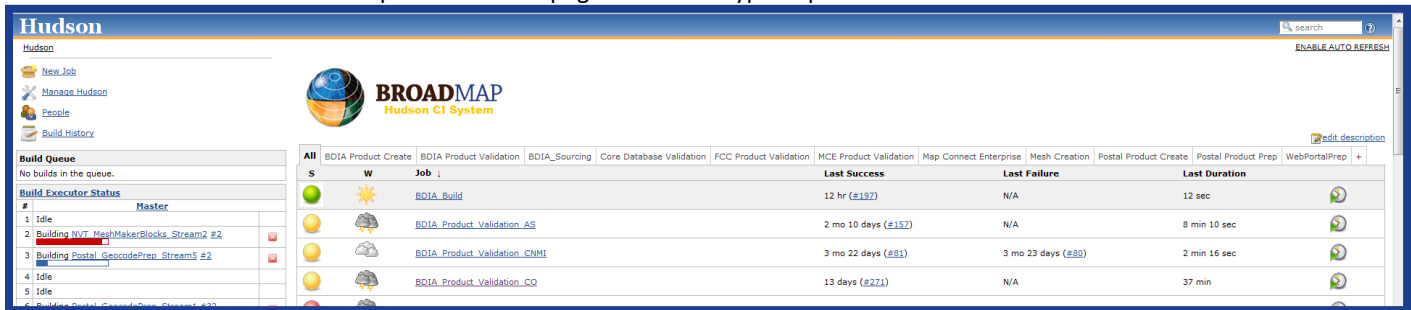 Hudson
search
Hudson
ENABLE AUTO REFRESH
New Job
Manage Hudson
People
Build History
BROADMAP
Hudson CI System
edit description
Build Queue
No builds in the queue.
Build Executor Status
# Master
1 Idle
2 Building NVT_MeshMakerBlocks_Stream2 #2
3 Building Postal_GeocodePrep_Stream5 #2
4 Idle
5 Idle
All BDIA Product Create BDIA Product Validation BDIA_Sourcing Core Database Validation FCC Product Validation MCE Product Validation Map Connect Enterprise Mesh Creation Postal Product Create Postal Product Prep WebPortalPrep +
S W Job ↓ Last Success Last Failure Last Duration
BDIA_Build 12 hr (#197) N/A 12 sec
BDIA_Product_Validation_AS 2 mo 10 days (#157) N/A 8 min 10 sec
BDIA_Product_Validation_CNMI 3 mo 22 days (#81) 3 mo 23 days (#80) 2 min 16 sec
BDIA_Product_Validation_CO 13 days (#271) N/A 37 min